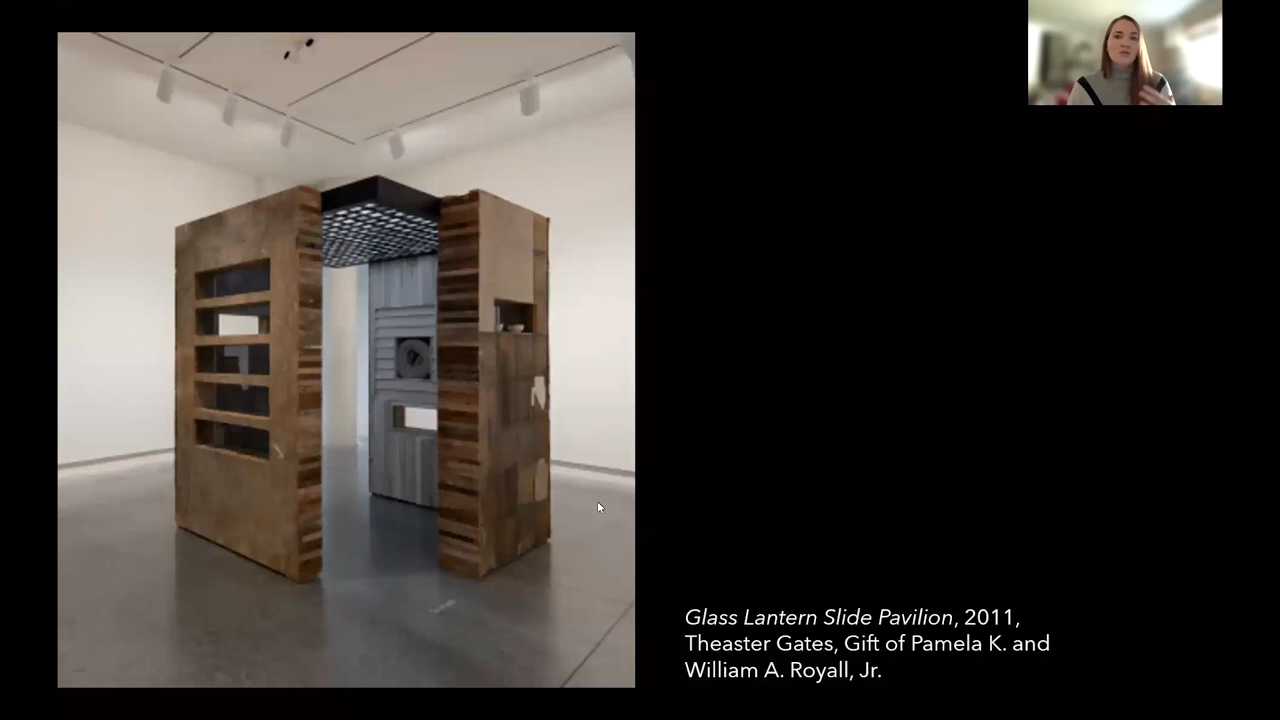 Glass Lantern Slide Pavilion, 2011,
Theaster Gates, Gift of Pamela K. and
William A. Royall, Jr.